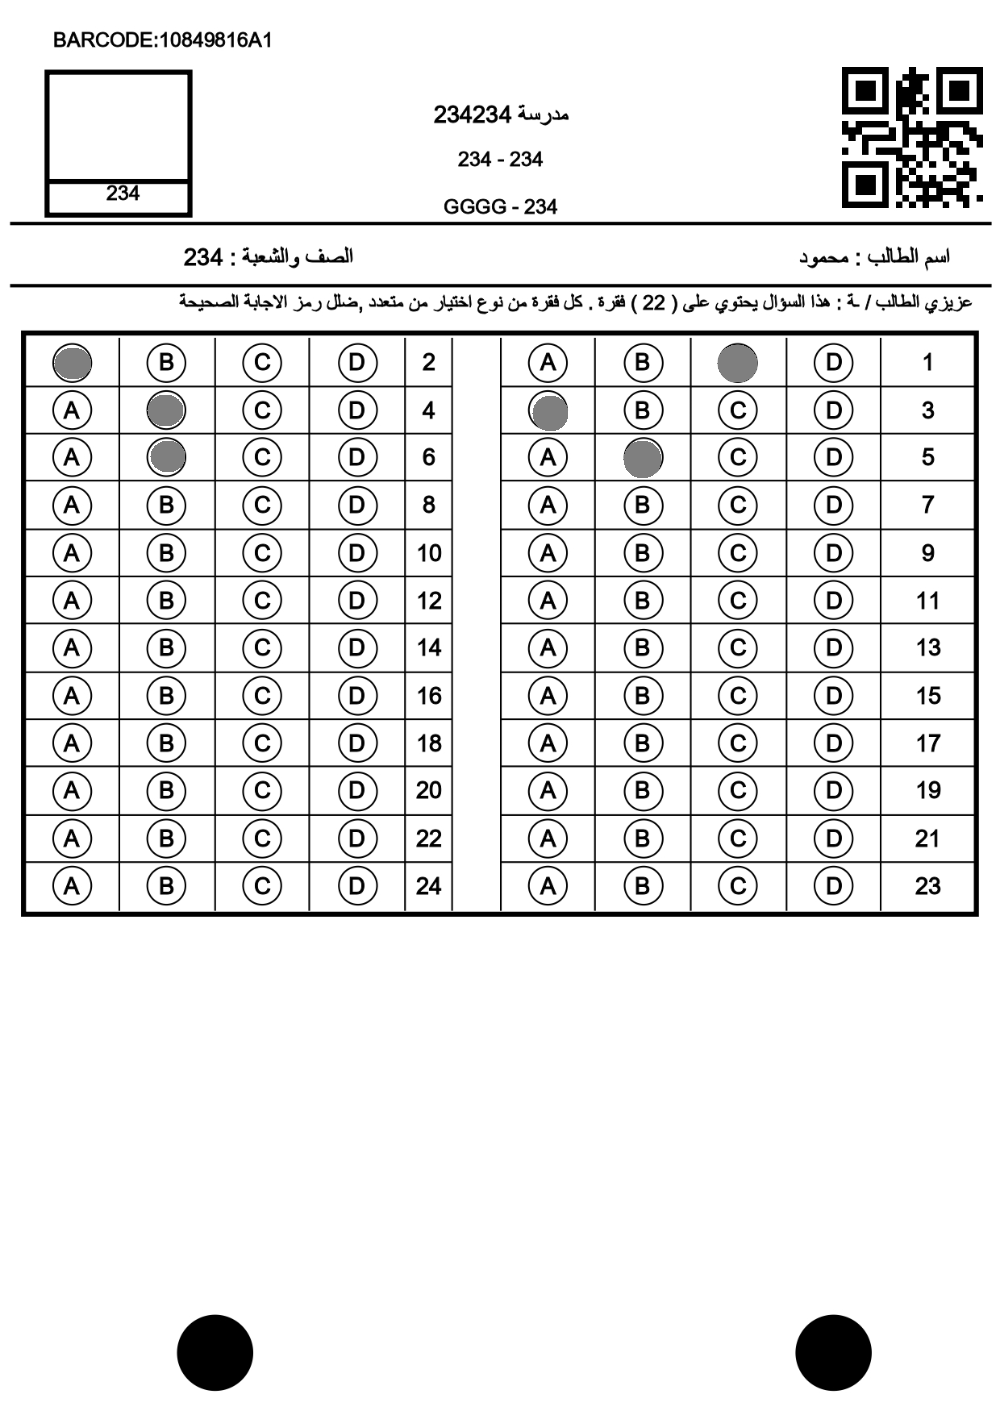 BARCODE:10849816A1
مدرسة 234234
234 - 234
234
GGGG - 234
اسم الطالب : محمود
الصف والشعبة : 234
عزيزي الطالب / ـة : هذا السؤال يحتوي على ( 22 ) فقرة . كل فقرة من نوع اختيار من متعدد ,ضلل رمز الاجابة الصحيحة
B C D 2 A B D 1
A C D 4 B C D 3
A C D 6 A C D 5
A B C D 8 A B C D 7
A B C D 10 A B C D 9
A B C D 12 A B C D 11
A B C D 14 A B C D 13
A B C D 16 A B C D 15
A B C D 18 A B C D 17
A B C D 20 A B C D 19
A B C D 22 A B C D 21
A B C D 24 A B C D 23